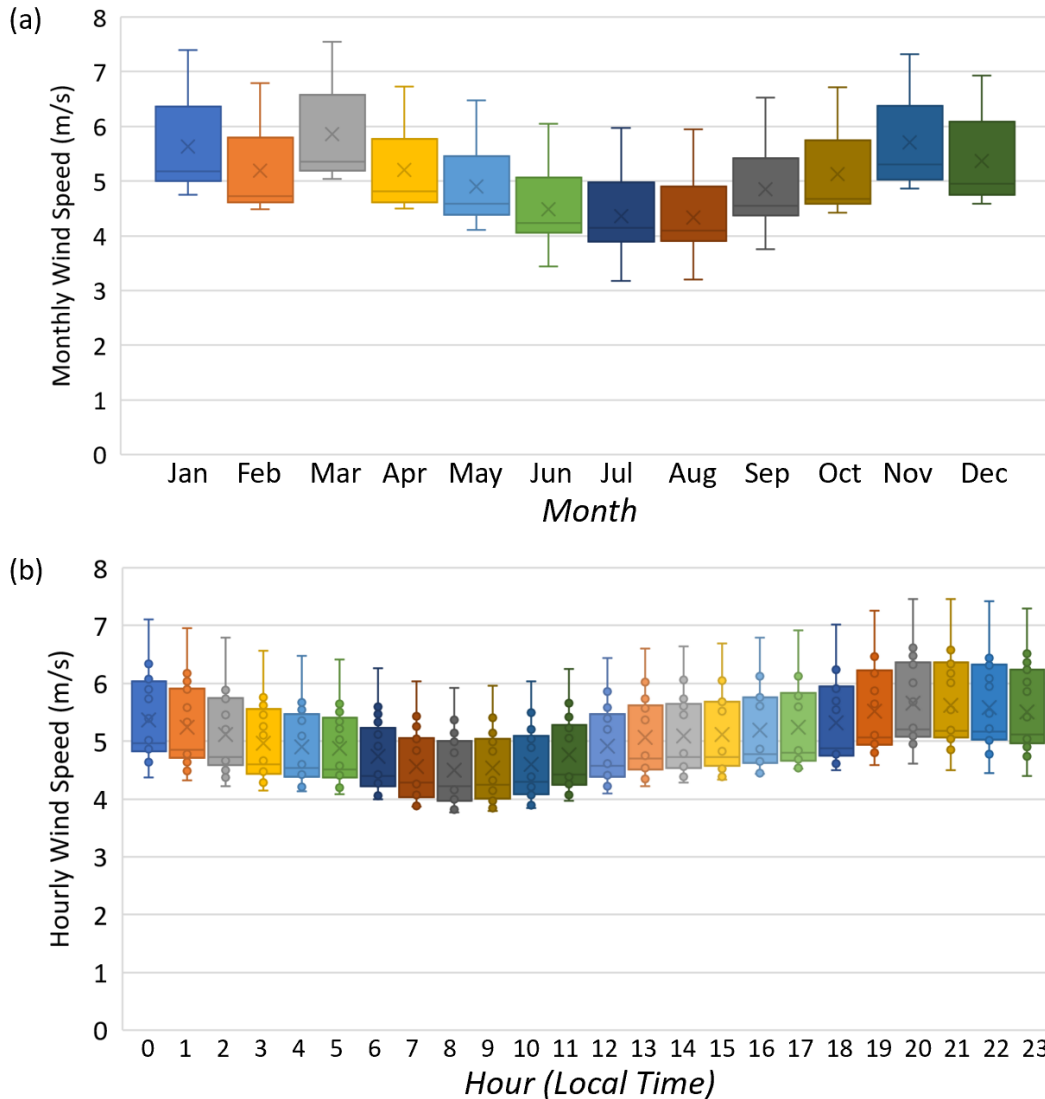 (a)
Monthly Wind Speed (m/s)
8
7
6
5
4
3
2
1
0
Jan Feb Mar Apr May Jun Jul Aug Sep Oct Nov Dec
Month
(b)
Hourly Wind Speed (m/s)
8
7
6
5
4
3
2
1
0
0 1 2 3 4 5 6 7 8 9 10 11 12 13 14 15 16 17 18 19 20 21 22 23
Hour (Local Time)